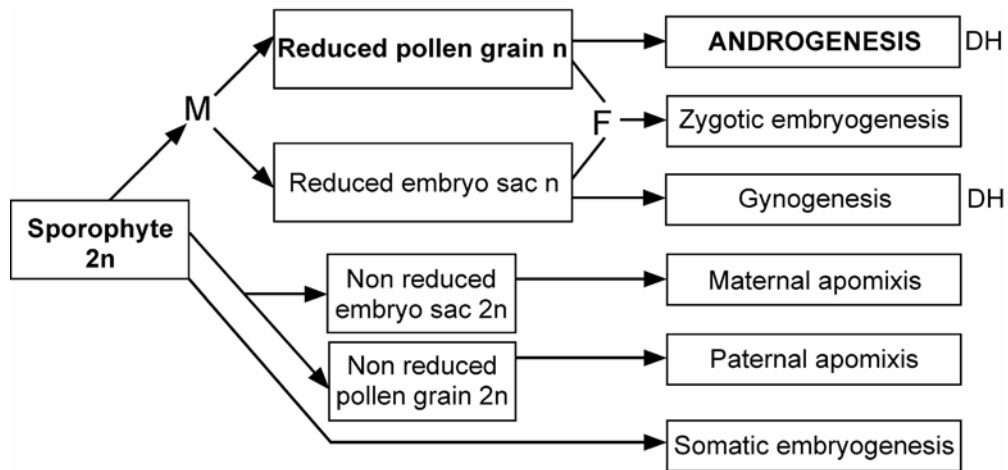 Reduced pollen grain n
ANDROGENESIS
DH
M
F
Zygotic embryogenesis
Reduced embryo sac n
Gynogenesis
DH
Sporophyte
2n
Non reduced
embryo sac 2n
Maternal apomixis
Non reduced
pollen grain 2n
Paternal apomixis
Somatic embryogenesis